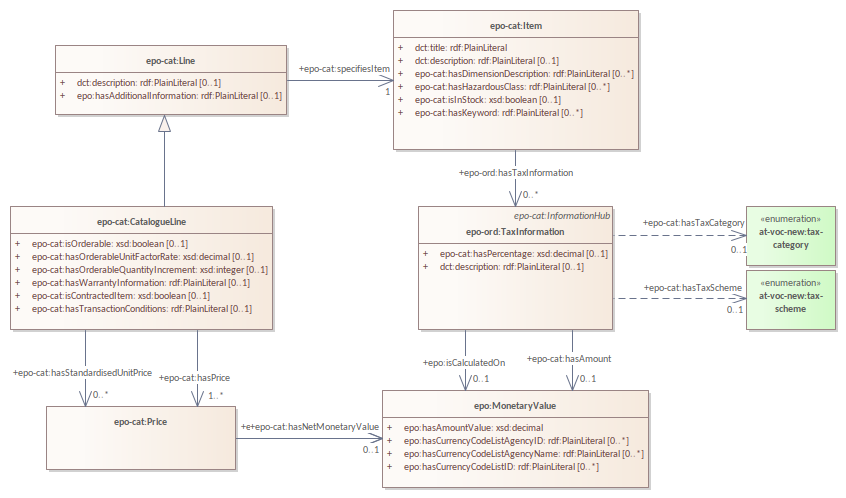 epo-cat:Line
+ dct:description: rdf:PlainLiteral [0..1]
+ epo:hasAdditionalInformation: rdf:PlainLiteral [0..1]
+epo-cat:specifiesItem
1
epo-cat:Item
+ dct:title: rdf:PlainLiteral
+ dct:description: rdf:PlainLiteral [0..1]
+ epo-cat:hasDimensionDescription: rdf:PlainLiteral [0..*]
+ epo-cat:hasHazardousClass: rdf:PlainLiteral [0..*]
+ epo-cat:isInStock: xsd:boolean [0..1]
+ epo-cat:hasKeyword: rdf:PlainLiteral [0..*]
+epo-ord:hasTaxInformation
0..*
epo-cat:CatalogueLine
+ epo-cat:isOrderable: xsd:boolean [0..1]
+ epo-cat:hasOrderableUnitFactorRate: xsd:decimal [0..1]
+ epo-cat:hasOrderableQuantityIncrement: xsd:integer [0..1]
+ epo-cat:hasWarrantyInformation: rdf:PlainLiteral [0..1]
+ epo-cat:isContractedItem: xsd:boolean [0..1]
+ epo-cat:hasTransactionConditions: rdf:PlainLiteral [0..1]
epo-cat:InformationHub
epo-ord:TaxInformation
+ epo-cat:hasPercentage: xsd:decimal [0..1]
+ dct:description: rdf:PlainLiteral [0..1]
+epo-cat:hasTaxCategory
0..1
«enumeration»
at-voc-new:tax-
category
+epo-cat:hasTaxScheme
0..1
«enumeration»
at-voc-new:tax-
scheme
+epo-cat:hasStandardisedUnitPrice
0..*
+epo-cat:hasPrice
1..*
+epo:isCalculatedOn
0..1
+epo-cat:hasAmount
0..1
epo-cat:Price
+e+epo-cat:hasNetMonetaryValue
0..1
epo:MonetaryValue
+ epo:hasAmountValue: xsd:decimal
+ epo:hasCurrencyCodeListAgencyID: rdf:PlainLiteral [0..*]
+ epo:hasCurrencyCodeListAgencyName: rdf:PlainLiteral [0..*]
+ epo:hasCurrencyCodeListID: rdf:PlainLiteral [0..*]